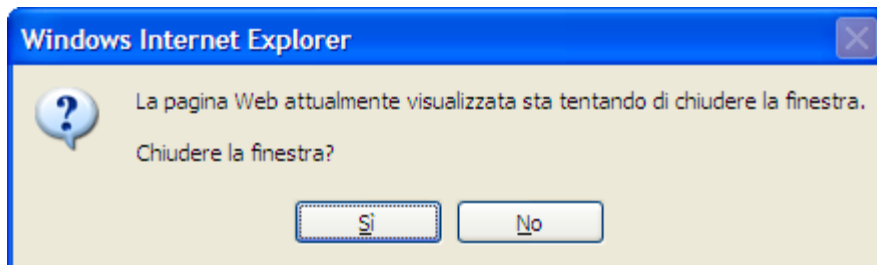 Windows Internet Explorer
La pagina Web attualmente visualizzata sta tentando di chiudere la finestra.
Chiudere la finestra?
Sì
No